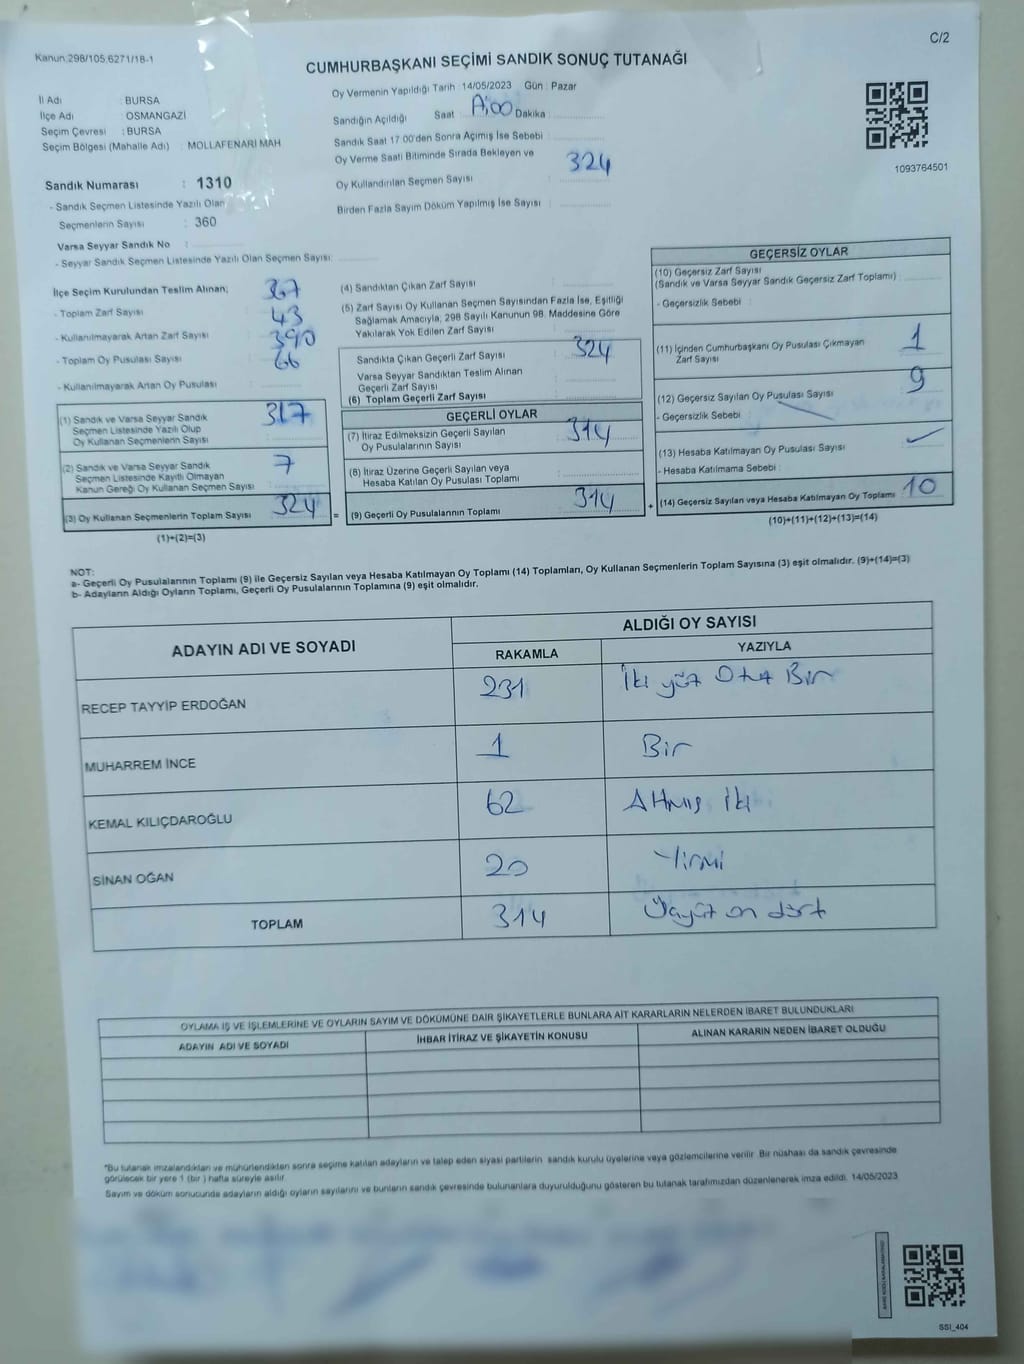 Kanun:298/105,6271/18-1
C/2
CUMHURBAŞKANI SEÇİMİ SANDIK SONUÇ TUTANAĞI
İl Adı : BURSA
İlçe Adı : OSMANGAZİ
Seçim Çevresi : BURSA
Seçim Bölgesi (Mahalle Adı) : MOLLAFENARİ MAH
Sandık Numarası : 1310
- Sandık Seçmen Listesinde Yazılı Olan
Seçmenlerin Sayısı : 360
Varsa Seyyar Sandık No :
- Seyyar Sandık Seçmen Listesinde Yazılı Olan Seçmen Sayısı:
Oy Vermenin Yapıldığı Tarih : 14/05/2023 Gün : Pazar
Sandığın Açıldığı Saat Dakika :
Sandık Saat 17:00'den Sonra Açımış İse Sebebi :
Oy Verme Saati Bitiminde Sırada Bekleyen ve
Oy Kullandırılan Seçmen Sayısı : 324
Birden Fazla Sayım Döküm Yapılmış İse Sayısı :
1093764501
İlçe Seçim Kurulundan Teslim Alınan;
- Toplam Zarf Sayısı : 367
- Kullanılmayarak Artan Zarf Sayısı : 43
- Toplam Oy Pusulası Sayısı : 390
- Kullanılmayarak Artan Oy Pusulası : 66
(1) Sandık ve Varsa Seyyar Sandık
Seçmen Listesinde Yazılı Olup
Oy Kullanan Seçmenlerin Sayısı : 317
(2) Sandık ve Varsa Seyyar Sandık
Seçmen Listesinde Kayıtlı Olmayan
Kanun Gereği Oy Kullanan Seçmen Sayısı : 7
(3) Oy Kullanan Seçmenlerin Toplam Sayısı : 324
(1)+(2)=(3)
(4) Sandıktan Çıkan Zarf Sayısı :
(5) Zarf Sayısı Oy Kullanan Seçmen Sayısından Fazla İse, Eşitliği
Sağlamak Amacıyla, 298 Sayılı Kanunun 98. Maddesine Göre
Yakılarak Yok Edilen Zarf Sayısı :
Sandıkta Çıkan Geçerli Zarf Sayısı : 324
Varsa Seyyar Sandıktan Teslim Alınan
Geçerli Zarf Sayısı :
(6) Toplam Geçerli Zarf Sayısı :
GEÇERLİ OYLAR
(7) İtiraz Edilmeksizin Geçerli Sayılan
Oy Pusulalarının Sayısı : 314
(8) İtiraz Üzerine Geçerli Sayılan veya
Hesaba Katılan Oy Pusulası Toplamı :
= (9) Geçerli Oy Pusulalarının Toplamı : 314
GEÇERSİZ OYLAR
(10) Geçersiz Zarf Sayısı
(Sandık ve Varsa Seyyar Sandık Geçersiz Zarf Toplamı) :
- Geçersizlik Sebebi :
(11) İçinden Cumhurbaşkanı Oy Pusulası Çıkmayan
Zarf Sayısı : 1
(12) Geçersiz Sayılan Oy Pusulası Sayısı : 9
- Geçersizlik Sebebi :
(13) Hesaba Katılmayan Oy Pusulası Sayısı :
- Hesaba Katılmama Sebebi :
+ (14) Geçersiz Sayılan veya Hesaba Katılmayan Oy Toplamı : 10
(10)+(11)+(12)+(13)=(14)
NOT:
a- Geçerli Oy Pusulalarının Toplamı (9) ile Geçersiz Sayılan veya Hesaba Katılmayan Oy Toplamı (14) Toplamları, Oy Kullanan Seçmenlerin Toplam Sayısına (3) eşit olmalıdır. (9)+(14)=(3)
b- Adayların Aldığı Oyların Toplamı, Geçerli Oy Pusulalarının Toplamına (9) eşit olmalıdır.
ADAYIN ADI VE SOYADI ALDIĞI OY SAYISI
RAKAMLA YAZIYLA
RECEP TAYYİP ERDOĞAN 231 İki yüz Otuz Bir
MUHARREM İNCE 1 Bir
KEMAL KILIÇDAROĞLU 62 Altmış iki
SİNAN OĞAN 20 Yirmi
TOPLAM 314 Üçyüz on dört
OYLAMA İŞ VE İŞLEMLERİNE VE OYLARIN SAYIM VE DÖKÜMÜNE DAİR ŞİKAYETLERLE BUNLARA AİT KARARLARIN NELERDEN İBARET BULUNDUKLARI
ADAYIN ADI VE SOYADI İHBAR İTİRAZ VE ŞİKAYETİN KONUSU ALINAN KARARIN NEDEN İBARET OLDUĞU
*Bu tutanak imzalandıktan ve mühürlendikten sonra seçime katılan adayların ve talep eden siyasi partilerin sandık kurulu üyelerine veya gözlemcilerine verilir. Bir nüshası da sandık çevresinde
görülecek bir yere 1 (bir ) hafta süreyle asılır.
Sayım ve döküm sonucunda adayların aldığı oyların sayılarını ve bunların sandık çevresinde bulunanlara duyurulduğunu gösteren bu tutanak tarafımızdan düzenlenerek imza edildi. 14/05/2023
SSI_404